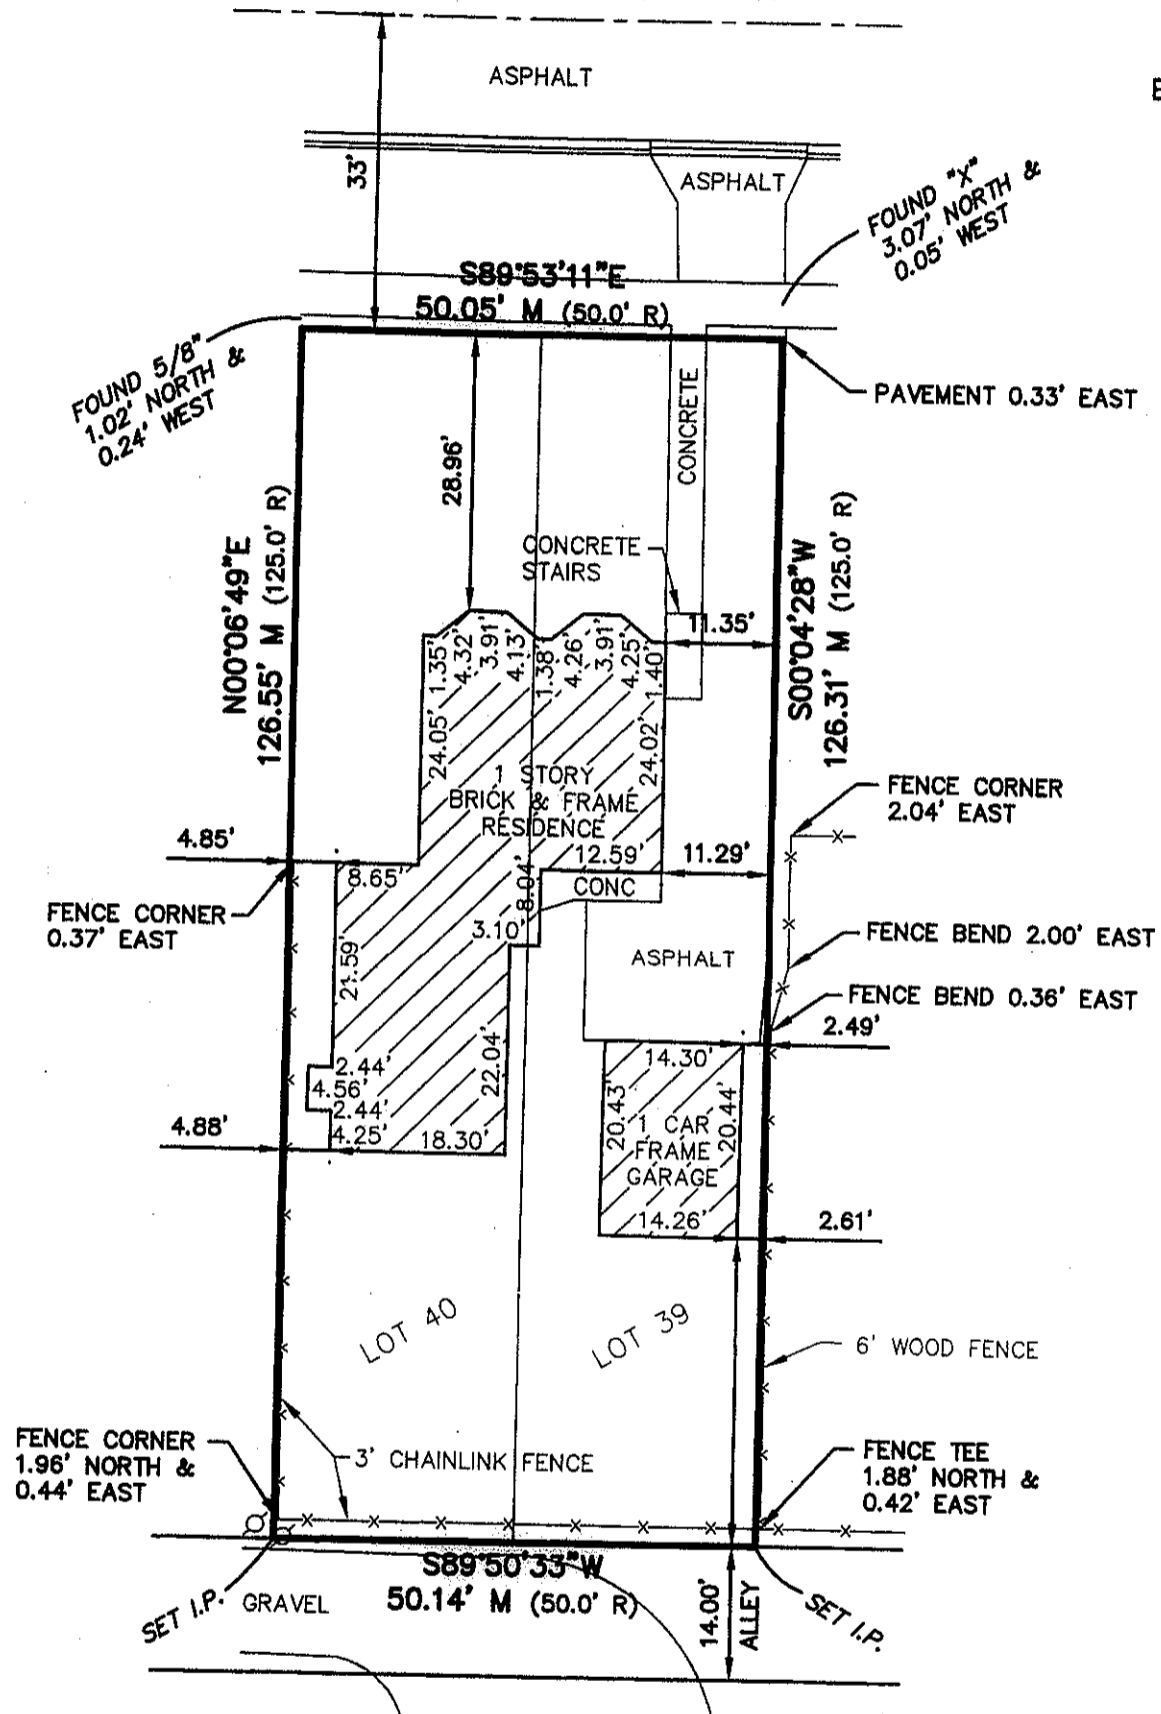 ASPHALT
E
33'
ASPHALT
FOUND "X"
3.07' NORTH &
0.05' WEST
S89°53'11"E
50.05' M (50.0' R)
FOUND 5/8"
1.02' NORTH &
0.24' WEST
PAVEMENT 0.33' EAST
CONCRETE
28.96'
N00°06'49"E
126.55' M (125.0' R)
S00°04'28"W
126.31' M (125.0' R)
CONCRETE
STAIRS
11.35'
1.35'
4.32'
3.91'
4.13'
1.38'
4.26'
3.91'
4.25'
1.40'
24.05'
24.02'
1 STORY
BRICK & FRAME
RESIDENCE
FENCE CORNER
2.04' EAST
4.85'
8.65'
12.59'
11.29'
8.04'
CONC
FENCE CORNER
0.37' EAST
3.10'
FENCE BEND 2.00' EAST
ASPHALT
21.59'
FENCE BEND 0.36' EAST
2.49'
22.04'
14.30'
2.44'
4.56'
2.44'
4.88'
4.25'
18.30'
20.43'
20.44'
1 CAR
FRAME
GARAGE
14.26'
2.61'
LOT 40
LOT 39
6' WOOD FENCE
FENCE CORNER
1.96' NORTH &
0.44' EAST
3' CHAINLINK FENCE
FENCE TEE
1.88' NORTH &
0.42' EAST
S89°50'33"W
50.14' M (50.0' R)
SET I.P.
GRAVEL
14.00'
ALLEY
SET I.P.